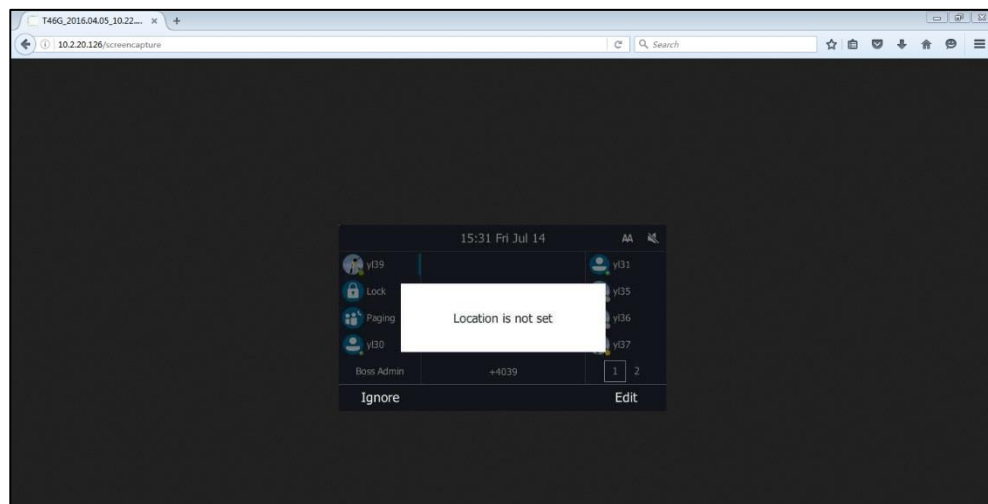 T46G_2016.04.05_10.22....
10.2.20.126/screencapture
Search
15:31 Fri Jul 14
AA
yl39
yl31
Lock
yl35
Paging
Location is not set
yl36
yl30
yl37
Boss Admin
+4039
1 2
Ignore
Edit